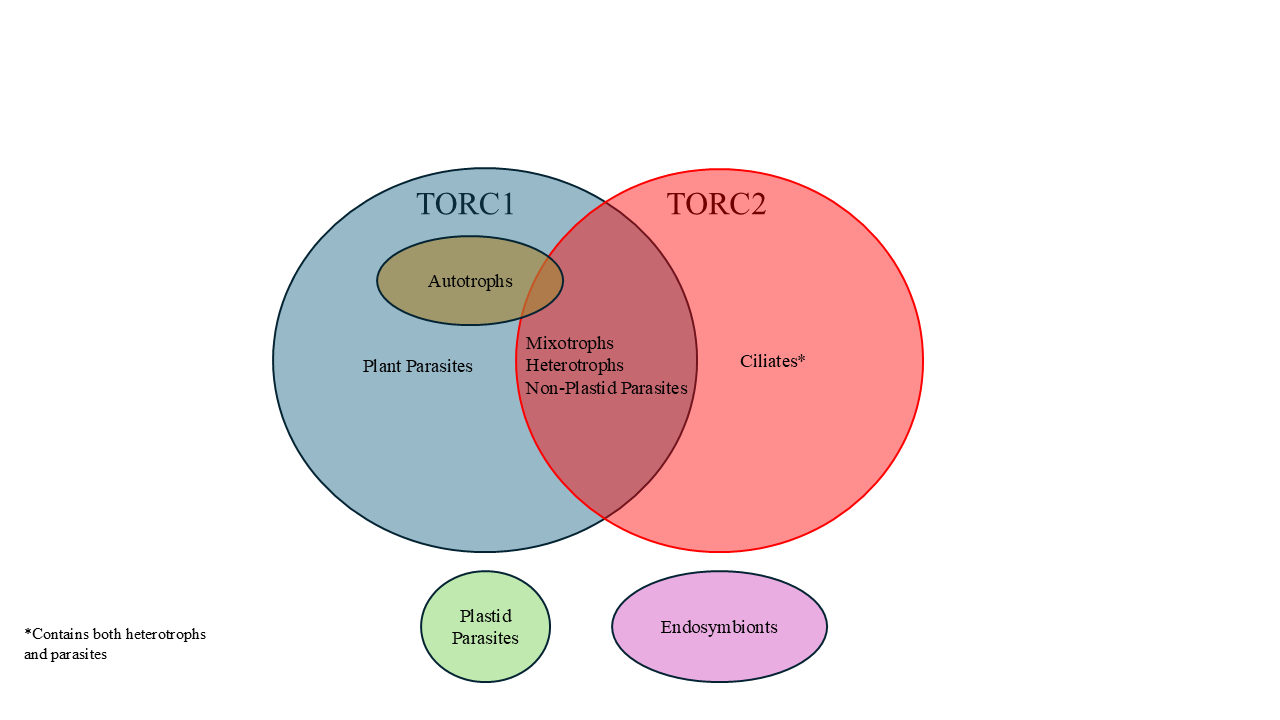 TORC1
TORC2
Autotrophs
Plant Parasites
Mixotrophs
Heterotrophs
Non-Plastid Parasites
Ciliates*
Plastid
Parasites
Endosymbionts
*Contains both heterotrophs
and parasites